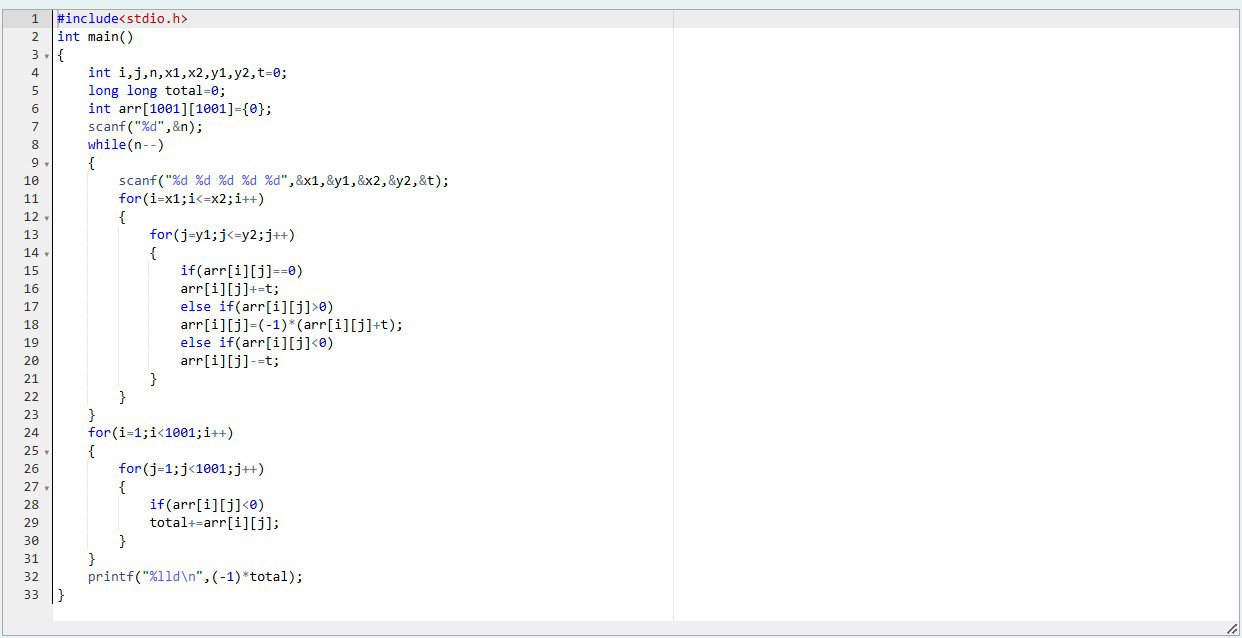 1 #include<stdio.h>
2 int main()
3 {
4 int i,j,n,x1,x2,y1,y2,t=0;
5 long long total=0;
6 int arr[1001][1001]={0};
7 scanf("%d",&n);
8 while(n--)
9 {
10 scanf("%d %d %d %d %d",&x1,&y1,&x2,&y2,&t);
11 for(i=x1;i<=x2;i++)
12 {
13 for(j=y1;j<=y2;j++)
14 {
15 if(arr[i][j]==0)
16 arr[i][j]+=t;
17 else if(arr[i][j]>0)
18 arr[i][j]=(-1)*(arr[i][j]+t);
19 else if(arr[i][j]<0)
20 arr[i][j]-=t;
21 }
22 }
23 }
24 for(i=1;i<1001;i++)
25 {
26 for(j=1;j<1001;j++)
27 {
28 if(arr[i][j]<0)
29 total+=arr[i][j];
30 }
31 }
32 printf("%lld\n",(-1)*total);
33 }